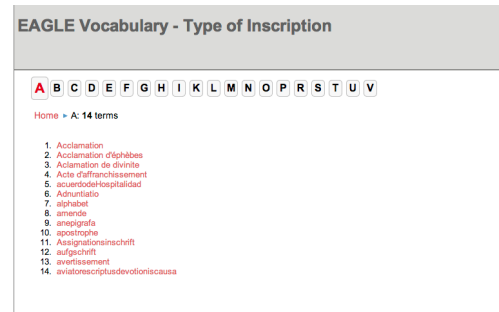 EAGLE Vocabulary - Type of Inscription
A B C D E F G H I K L M N O P R S T U V
Home ▸ A: 14 terms
1. Acclamation
2. Acclamation d'éphèbes
3. Aclamation de divinite
4. Acte d'affranchissement
5. acuerdodeHospitalidad
6. Adnuntiatio
7. alphabet
8. amende
9. anepigrafa
10. apostrophe
11. Assignationsinschrift
12. aufgschrift
13. avertissement
14. aviatorescriptusdevotioniscausa